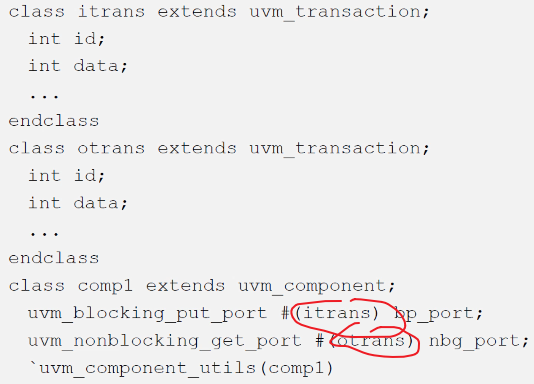 class itrans extends uvm_transaction;
int id;
int data;
...
endclass
class otrans extends uvm_transaction;
int id;
int data;
...
endclass
class comp1 extends uvm_component;
uvm_blocking_put_port #(itrans) bp_port;
uvm_nonblocking_get_port #(otrans) nbg_port;
`uvm_component_utils(comp1)